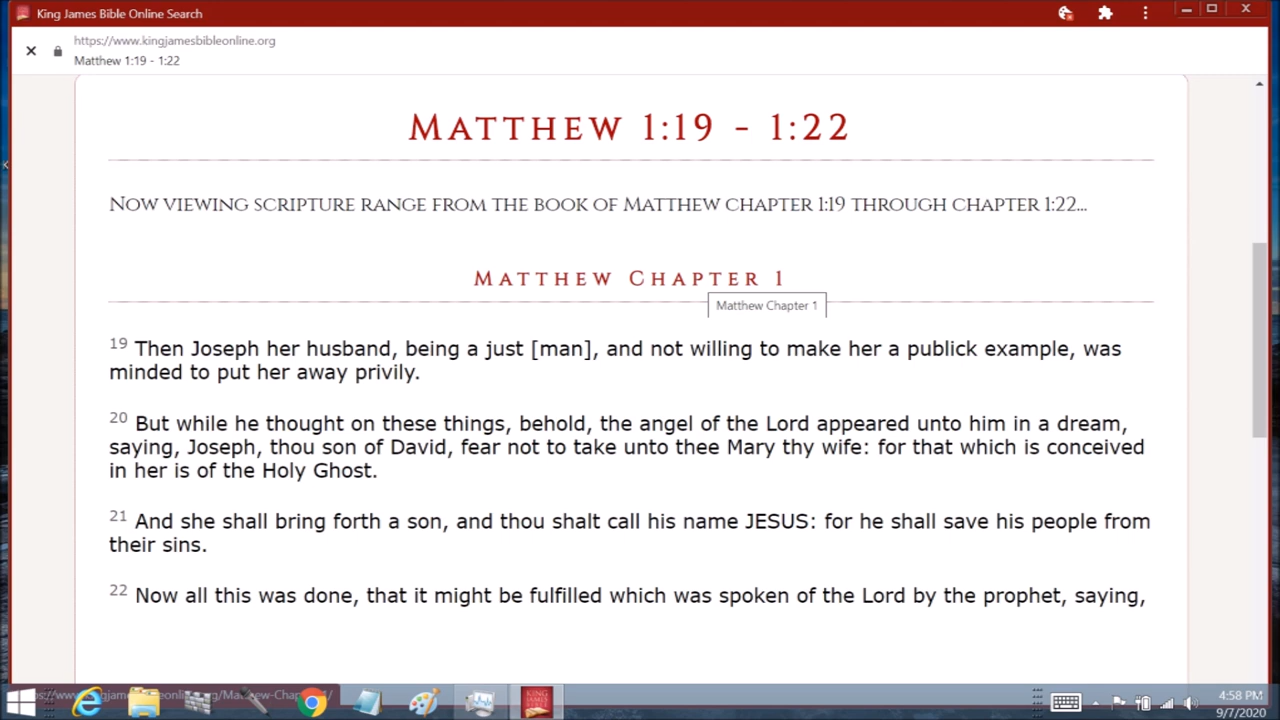 King James Bible Online Search
https://www.kingjamesbibleonline.org
Matthew 1:19 - 1:22
Matthew 1:19 - 1:22
Now viewing scripture range from the book of Matthew chapter 1:19 through chapter 1:22...
Matthew Chapter 1
Matthew Chapter 1
19 Then Joseph her husband, being a just [man], and not willing to make her a publick example, was
minded to put her away privily.
20 But while he thought on these things, behold, the angel of the Lord appeared unto him in a dream,
saying, Joseph, thou son of David, fear not to take unto thee Mary thy wife: for that which is conceived
in her is of the Holy Ghost.
21 And she shall bring forth a son, and thou shalt call his name JESUS: for he shall save his people from
their sins.
22 Now all this was done, that it might be fulfilled which was spoken of the Lord by the prophet, saying,
KING
JAMES
BIBLE
4:58 PM
9/7/2020